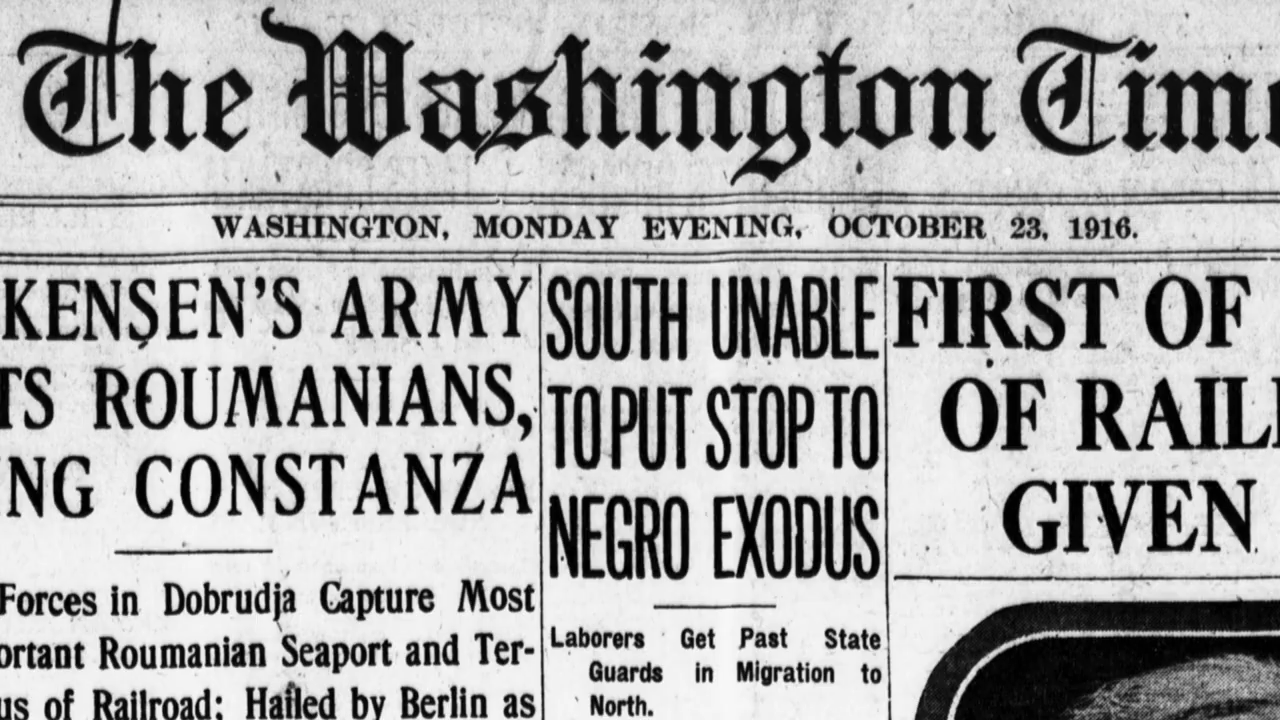 The Washington Time
WASHINGTON, MONDAY EVENING, OCTOBER 23, 1916.
KENSEN'S ARMY
TS ROUMANIANS,
NG CONSTANZA
Forces in Dobrudja Capture Most
ortant Roumanian Seaport and Ter-
us of Railroad; Hailed by Berlin as
SOUTH UNABLE
TO PUT STOP TO
NEGRO EXODUS
Laborers Get Past State
Guards in Migration to
North.
FIRST OF
OF RAIL
GIVEN